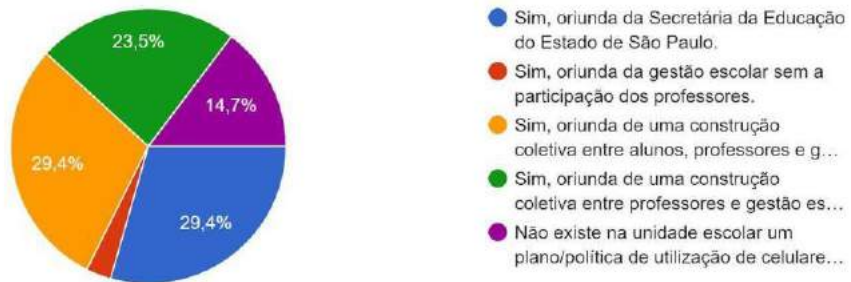 23,5%
14,7%
29,4%
29,4%
Sim, oriunda da Secretária da Educação
do Estado de São Paulo.
Sim, oriunda da gestão escolar sem a
participação dos professores.
Sim, oriunda de uma construção
coletiva entre alunos, professores e g...
Sim, oriunda de uma construção
coletiva entre professores e gestão es...
Não existe na unidade escolar um
plano/política de utilização de celulare...